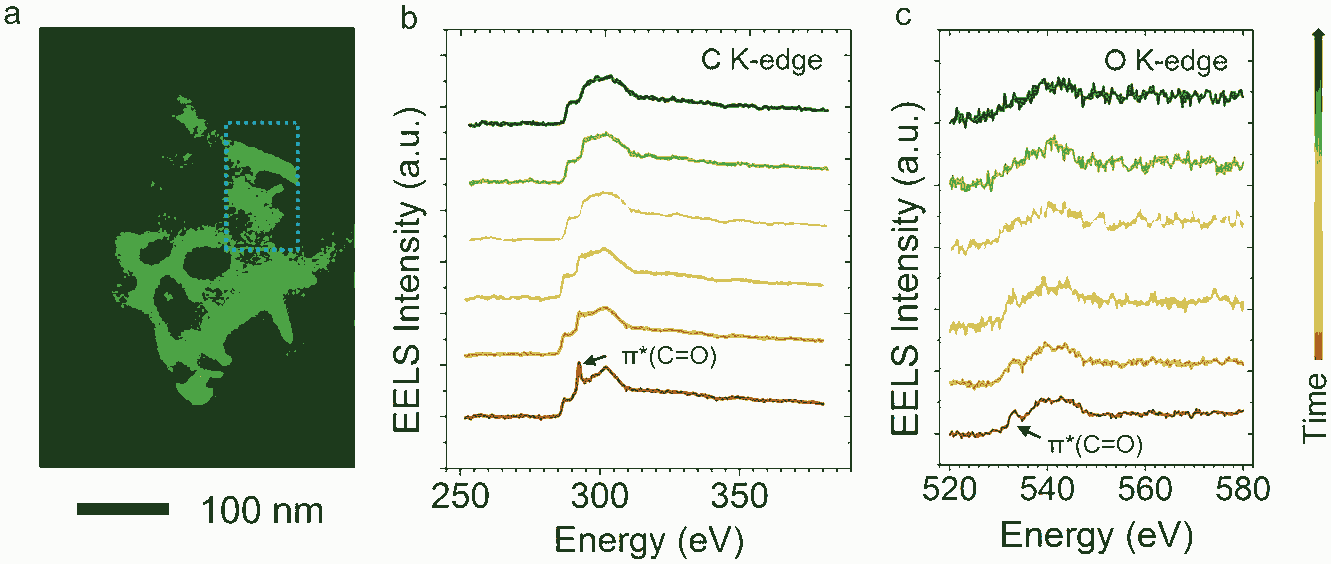 a
100 nm
b
C K-edge
π*(C=O)
EELS Intensity (a.u.)
250 300 350
Energy (eV)
c
O K-edge
π*(C=O)
EELS Intensity (a.u.)
520 540 560 580
Energy (eV)
Time